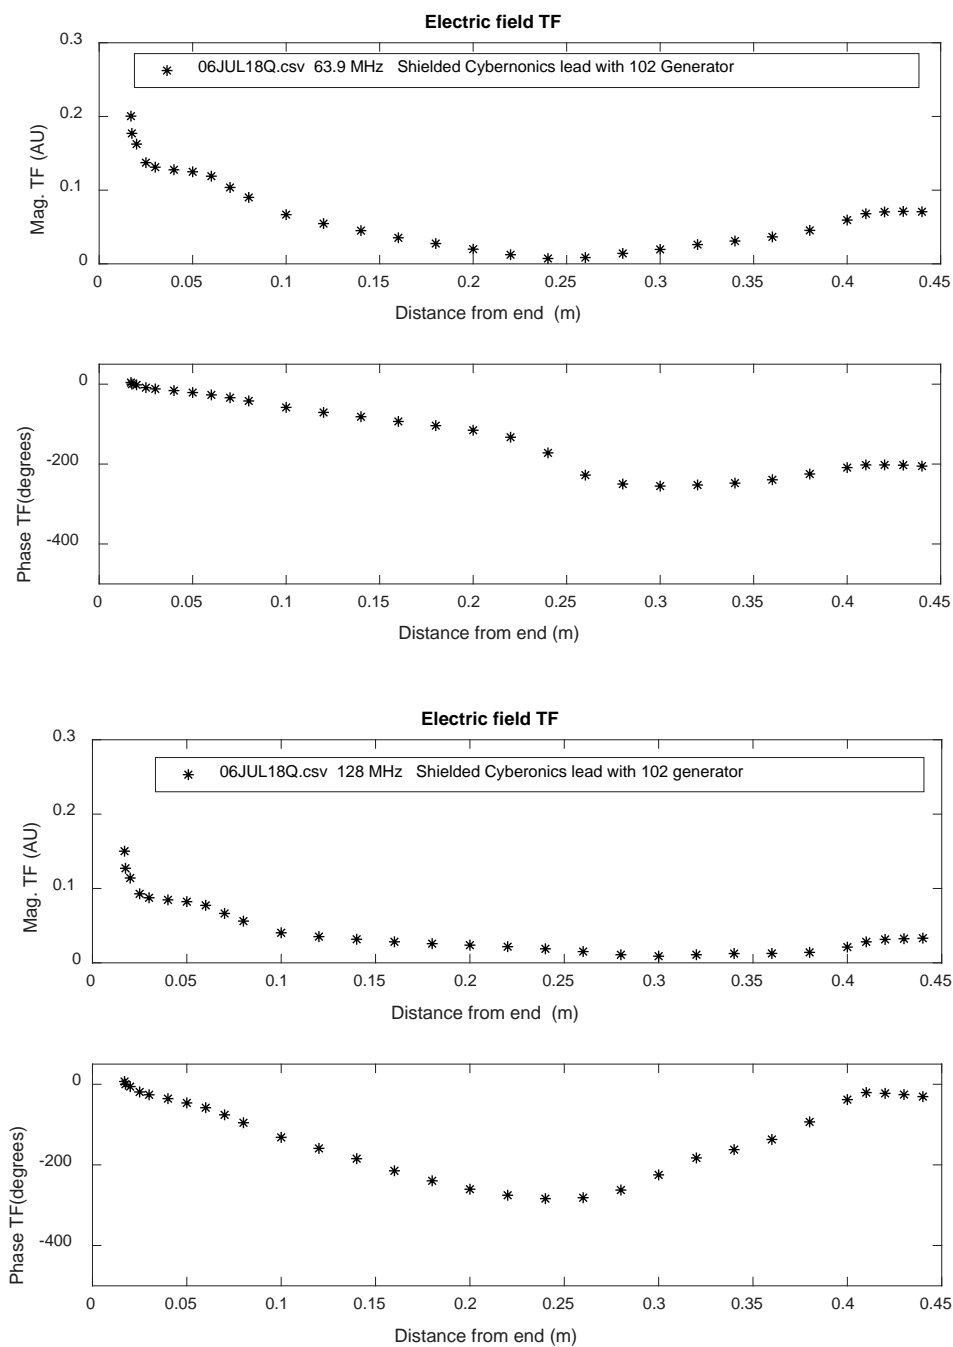 Electric field TF
0.3
06JUL18Q.csv  63.9 MHz   Shielded Cybernonics lead with 102 Generator
0.2
Mag. TF (AU)
0.1
0
0 0.05 0.1 0.15 0.2 0.25 0.3 0.35 0.4 0.45
Distance from end  (m)
0
-200
Phase TF(degrees)
-400
0 0.05 0.1 0.15 0.2 0.25 0.3 0.35 0.4 0.45
Distance from end (m)
Electric field TF
0.3
06JUL18Q.csv  128 MHz   Shielded Cyberonics lead with 102 generator
0.2
Mag. TF (AU)
0.1
0
0 0.05 0.1 0.15 0.2 0.25 0.3 0.35 0.4 0.45
Distance from end  (m)
0
-200
Phase TF(degrees)
-400
0 0.05 0.1 0.15 0.2 0.25 0.3 0.35 0.4 0.45
Distance from end (m)